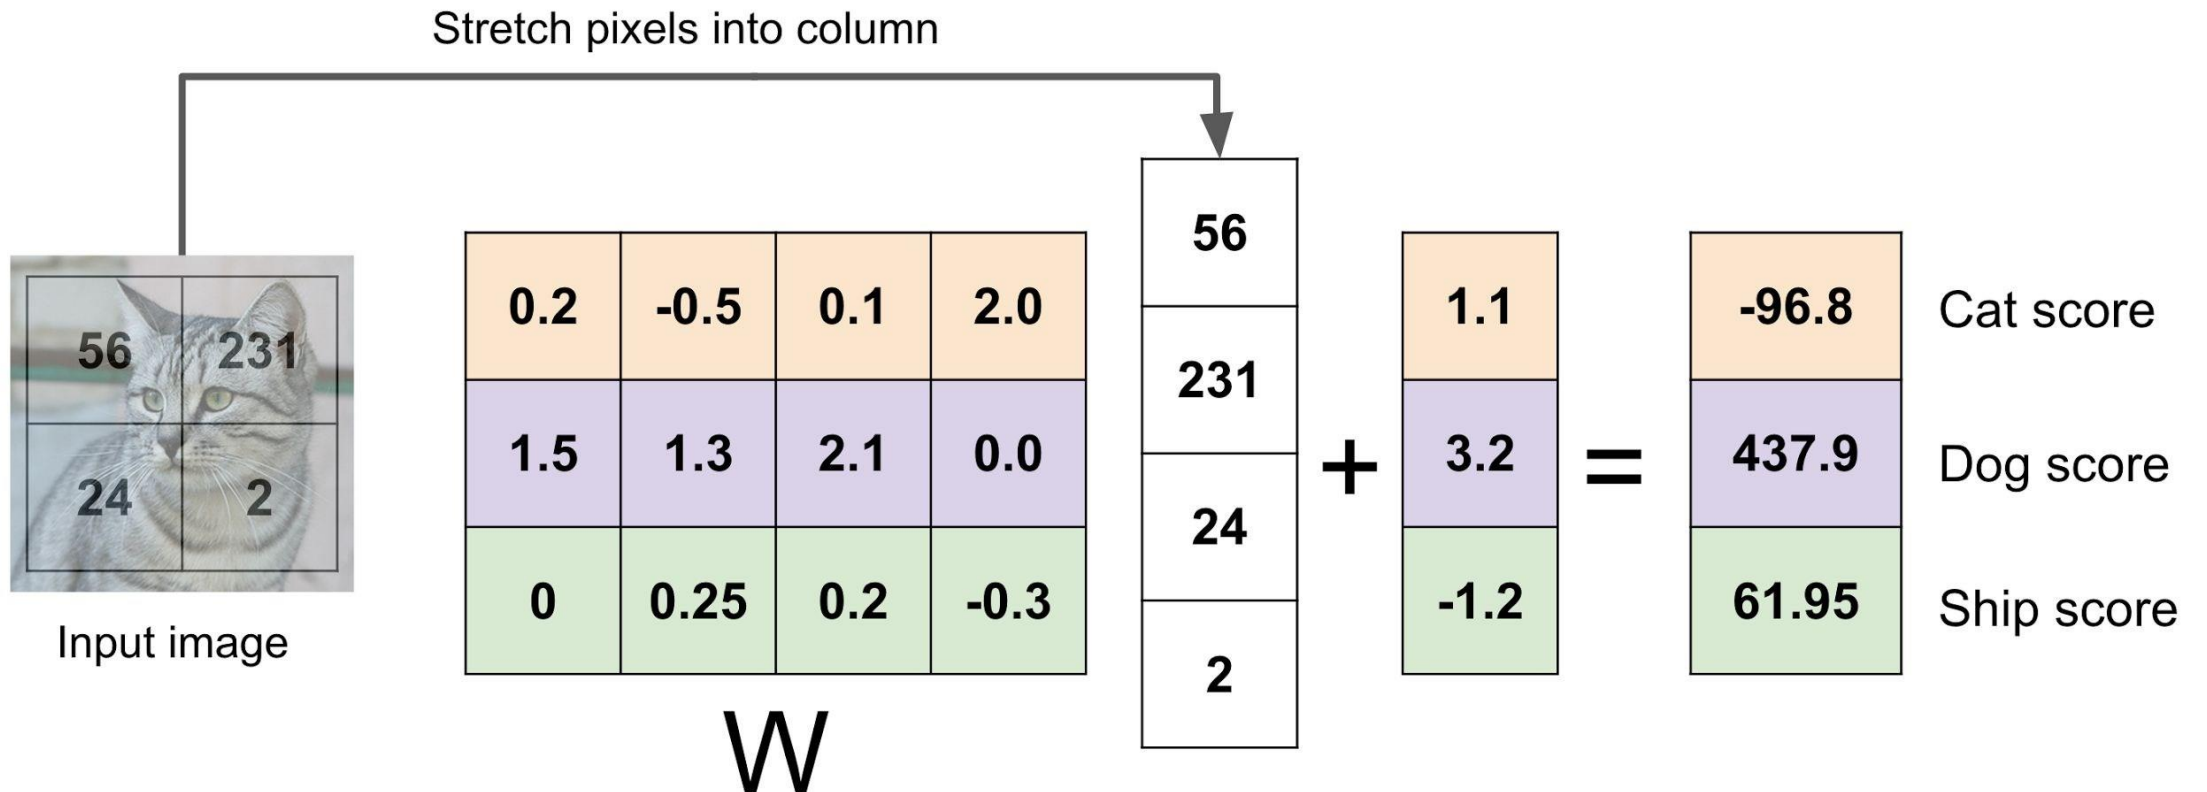 Stretch pixels into column
56 231
24 2
Input image
0.2 -0.5 0.1 2.0
1.5 1.3 2.1 0.0
0 0.25 0.2 -0.3
W
56
231
24
2
+
1.1
3.2
-1.2
=
-96.8 Cat score
437.9 Dog score
61.95 Ship score